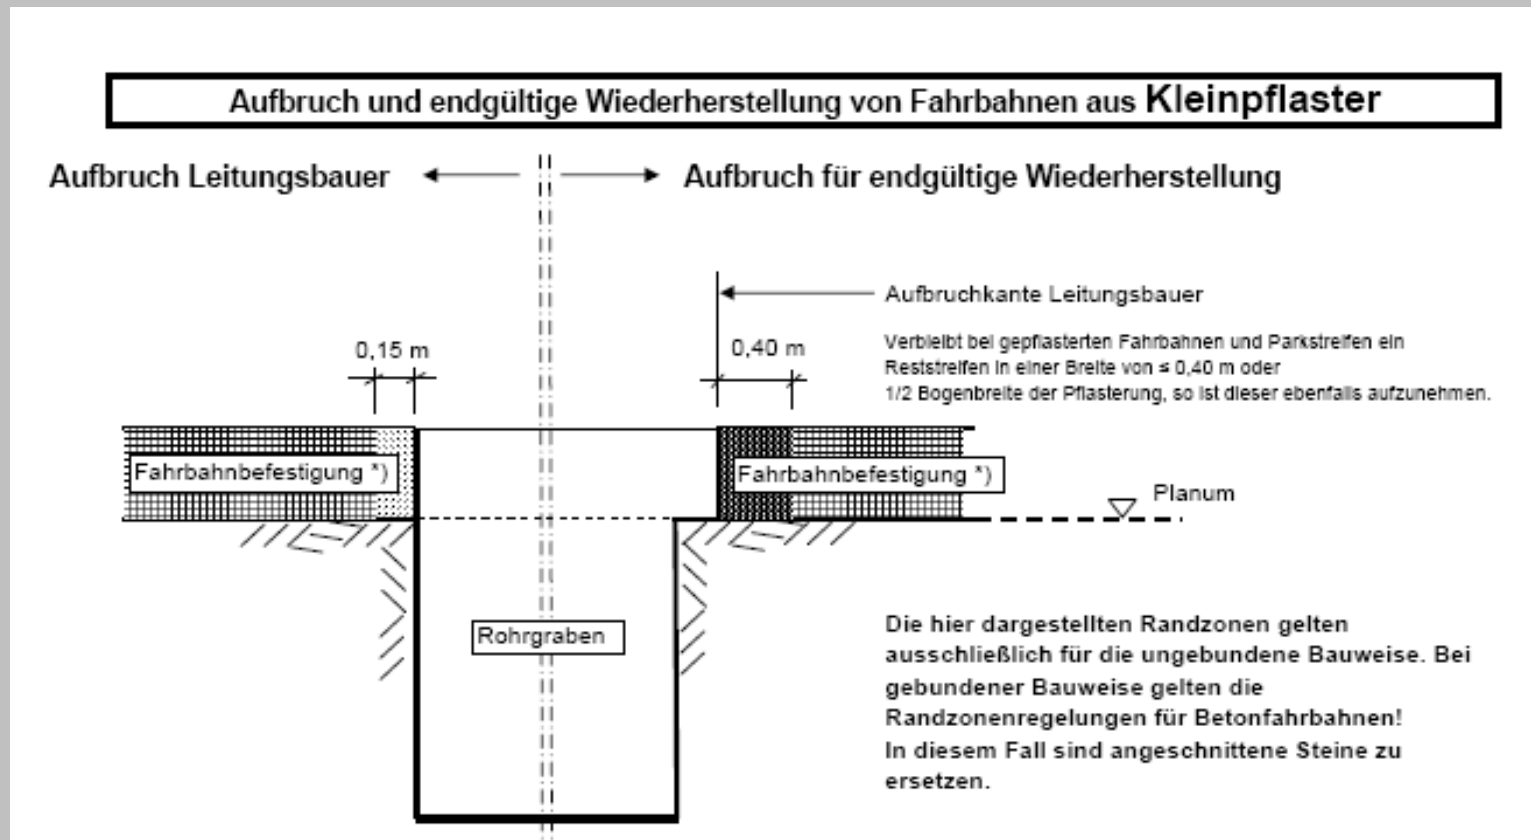 Aufbruch und endgültige Wiederherstellung von Fahrbahnen aus Kleinpflaster
Aufbruch Leitungsbauer
Aufbruch für endgültige Wiederherstellung
Aufbruchkante Leitungsbauer
0,15 m
0,40 m
Verbleibt bei gepflasterten Fahrbahnen und Parkstreifen ein
Reststreifen in einer Breite von ≤ 0,40 m oder
1/2 Bogenbreite der Pflasterung, so ist dieser ebenfalls aufzunehmen.
Fahrbahnbefestigung *)
Fahrbahnbefestigung *)
Planum
Rohrgraben
Die hier dargestellten Randzonen gelten
ausschließlich für die ungebundene Bauweise. Bei
gebundener Bauweise gelten die
Randzonenregelungen für Betonfahrbahnen!
In diesem Fall sind angeschnittene Steine zu
ersetzen.